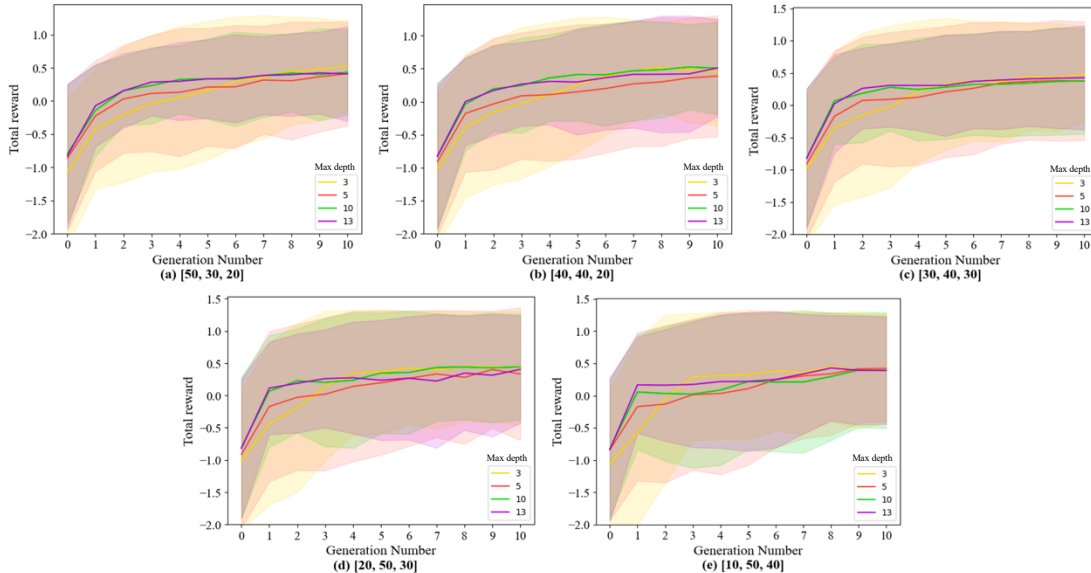 1.0
0.5
0.0
−0.5
−1.0
−1.5
−2.0
Total reward
Max depth
3
5
10
13
0 1 2 3 4 5 6 7 8 9 10
Generation Number
(a) [50, 30, 20]
1.0
0.5
0.0
−0.5
−1.0
−1.5
−2.0
Total reward
Max depth
3
5
10
13
0 1 2 3 4 5 6 7 8 9 10
Generation Number
(b) [40, 40, 20]
1.5
1.0
0.5
0.0
−0.5
−1.0
−1.5
−2.0
Total reward
Max depth
3
5
10
13
0 1 2 3 4 5 6 7 8 9 10
Generation Number
(c) [30, 40, 30]
1.5
1.0
0.5
0.0
−0.5
−1.0
−1.5
−2.0
Total reward
Max depth
3
5
10
13
0 1 2 3 4 5 6 7 8 9 10
Generation Number
(d) [20, 50, 30]
1.5
1.0
0.5
0.0
−0.5
−1.0
−1.5
−2.0
Total reward
Max depth
3
5
10
13
0 1 2 3 4 5 6 7 8 9 10
Generation Number
(e) [10, 50, 40]